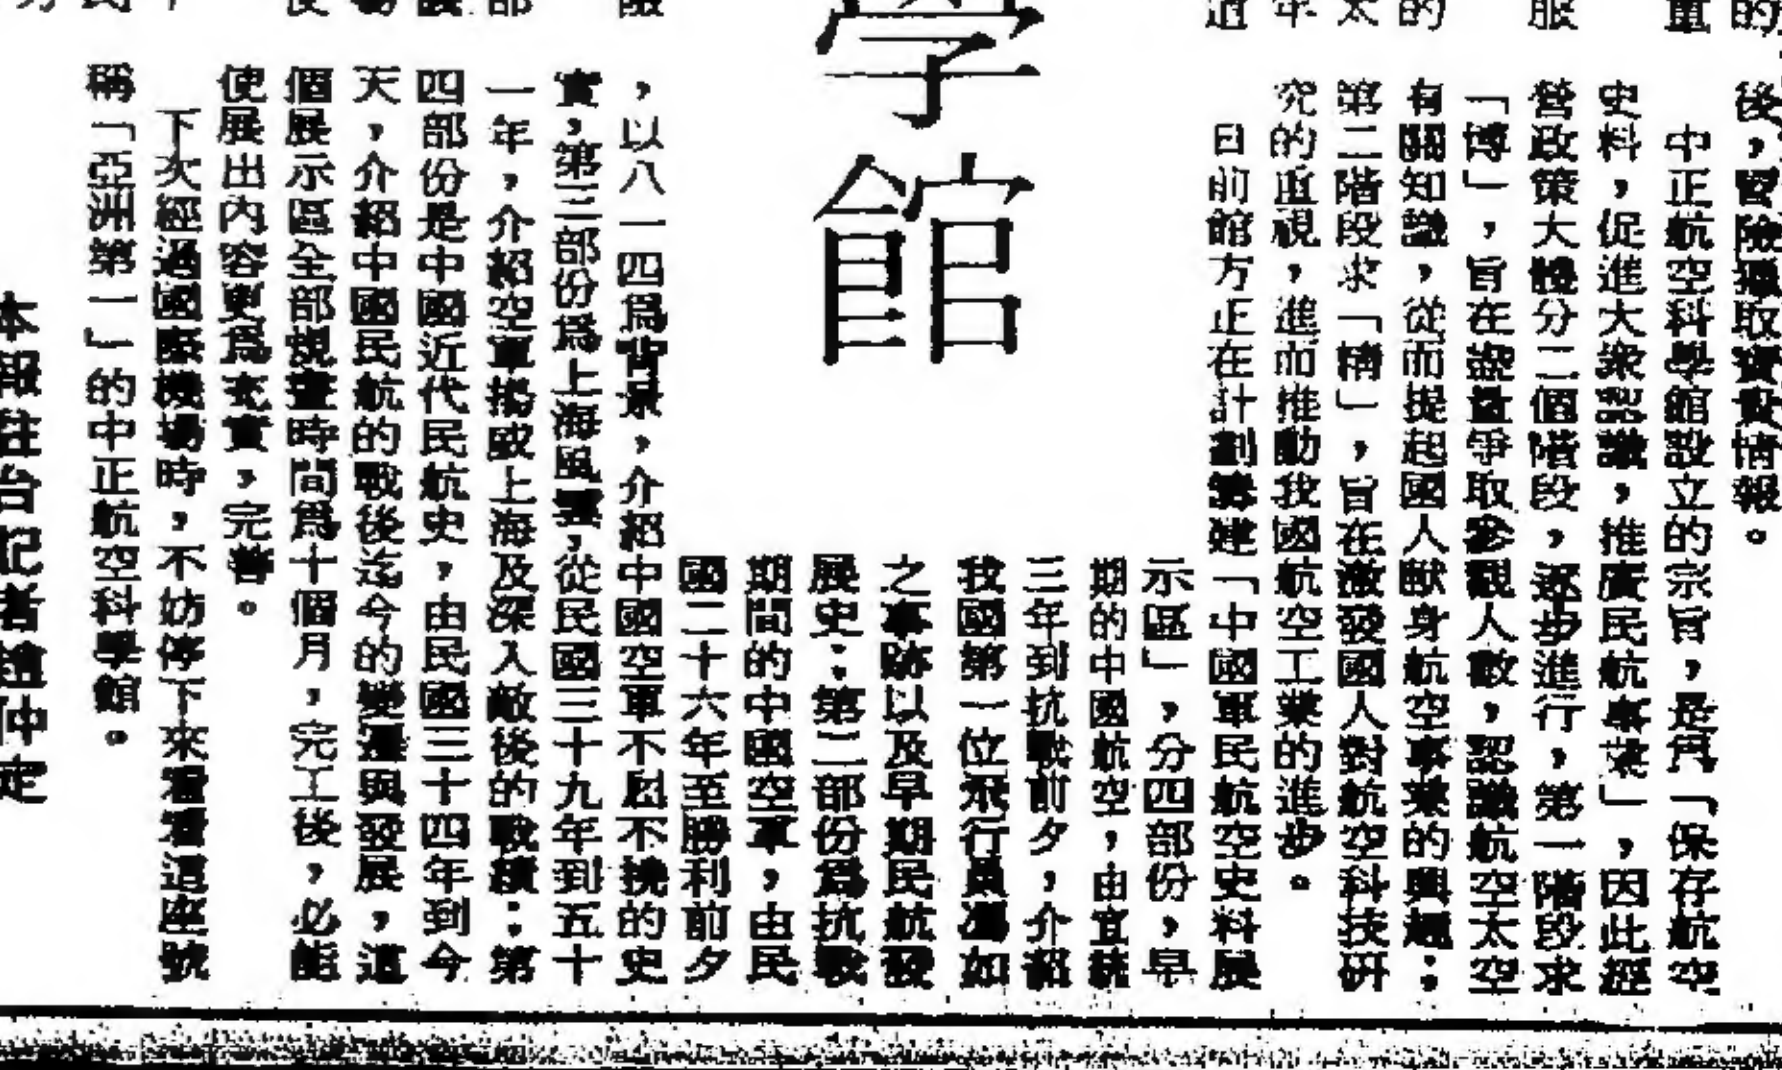 後，冒險攝取寶貴情報。
中正航空科學館設立的宗旨，是再「保存航空
史料，促進大衆認識，推廣民航事業」，因此經
營政策大體分二個階段，逐步進行，第一階段求
「博」，旨在盡量爭取參觀人數，認識航空太空
有關知識，從而提起國人献身航空事業的興趣；
第二階段求「精」，旨在激發國人對航空科技研
究的重視，進而推動我國航空工業的進步。
日前館方正在計劃籌建「中國軍民航空史料展
示區」，分四部份，早
期的中國航空，由宣統
三年到抗戰前夕，介紹
我國第一位飛行員馮如
之事跡以及早期民航發
展史；第二部份爲抗戰
期間的中國空軍，由民
國二十六年至勝利前夕
學館
，以八一四爲背景，介紹中國空軍不屈不撓的史
實，第三部份爲上海風雲，從民國三十九年到五十
一年，介紹空軍揚威上海及深入敵後的戰績；第
四部份是中國近代民航史，由民國三十四年到今
天，介紹中國民航的戰後迄今的變遷與發展，這
個展示區全部規畫時間爲十個月，完工後，必能
使展出內容更爲充實，完善。
下次經過國際機場時，不妨停下來看看這座號
稱「亞洲第一」的中正航空科學館。
本報駐台記者 仲定